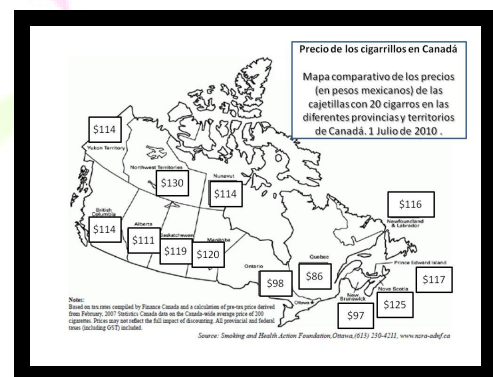 Precio de los cigarrillos en Canadá
Mapa comparativo de los precios
(en pesos mexicanos) de las
cajetillas con 20 cigarros en las
diferentes provincias y territorios
de Canadá. 1 Julio de 2010 .
$114
Yukon Territory
Northwest Territories
$130
Nunavut
$114
$116
Newfoundland
& Labrador
British
Columbia
$114
Alberta
$111
Saskatchewan
$119
Manitoba
$120
Ontario
$98
Quebec
$86
Prince Edward Island
$117
Nova Scotia
$125
New
Brunswick
$97
Ottawa
Notes:
Based on tax rates compiled by Finance Canada and a calculation of pre-tax price derived
from February, 2007 Statistics Canada data on the Canada-wide average price of 200
cigarettes. Prices may not reflect the full impact of discounting. All provincial and federal
taxes (including GST) included.
Source: Smoking and Health Action Foundation, Ottawa, (613) 230-4211, www.nsra-adnf.ca